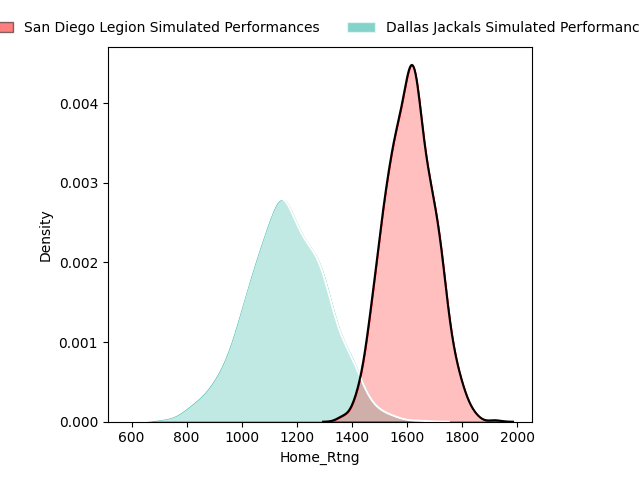 San Diego Legion Simulated Performances
Dallas Jackals Simulated Performanc
0.004
0.003
0.002
0.001
0.000
Density
600 800 1000 1200 1400 1600 1800 2000
Home_Rtng